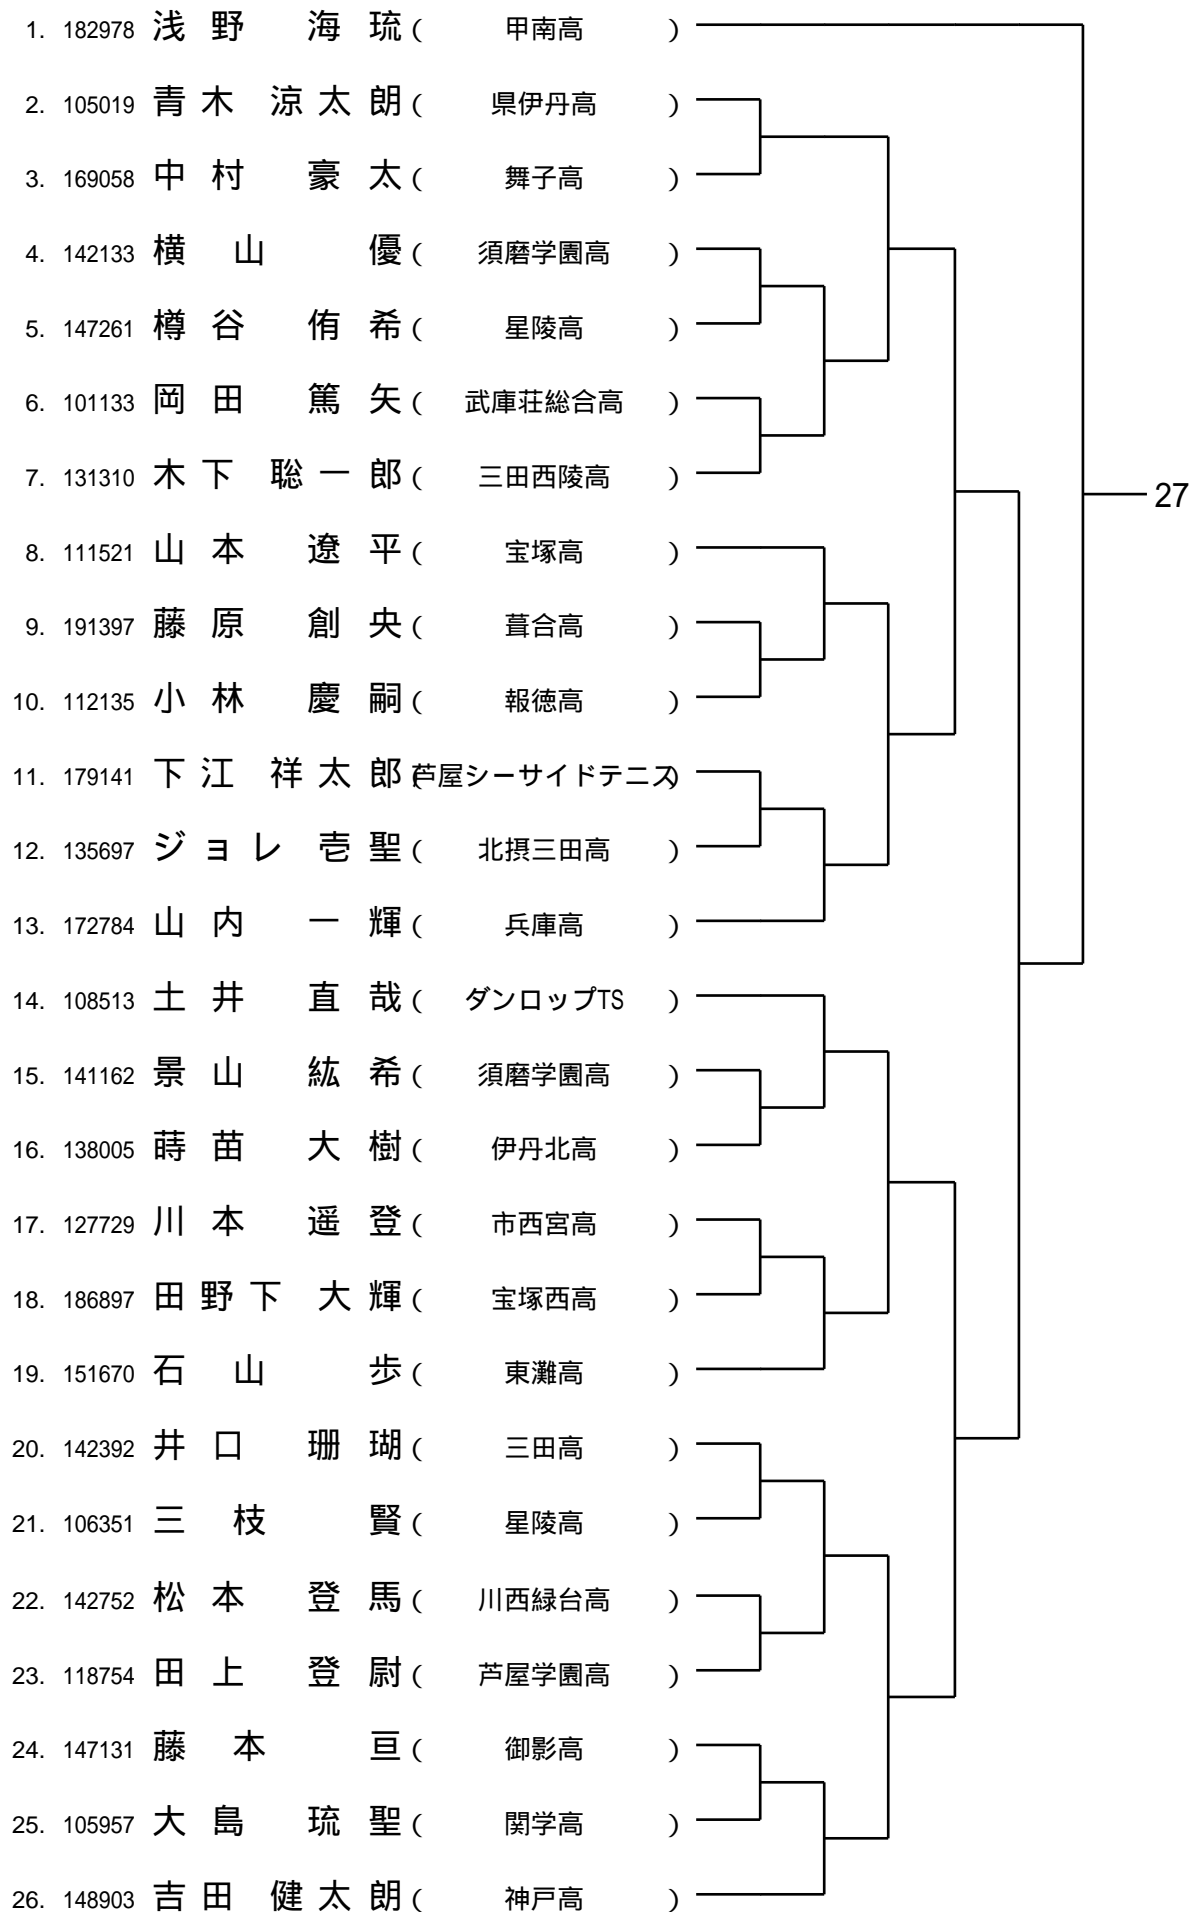 1. 182978 浅野 海琉 ( 甲南高 )
2. 105019 青木 涼太朗 ( 県伊丹高 )
3. 169058 中村 豪太 ( 舞子高 )
4. 142133 横山 優 ( 須磨学園高 )
5. 147261 樽谷 侑希 ( 星陵高 )
6. 101133 岡田 篤矢 ( 武庫荘総合高 )
7. 131310 木下 聡一郎 ( 三田西陵高 )
27
8. 111521 山本 遼平 ( 宝塚高 )
9. 191397 藤原 創央 ( 葺合高 )
10. 112135 小林 慶嗣 ( 報徳高 )
11. 179141 下江 祥太郎 ( 芦屋シーサイドテニス )
12. 135697 ジョレ 壱聖 ( 北摂三田高 )
13. 172784 山内 一輝 ( 兵庫高 )
14. 108513 土井 直哉 ( ダンロップTS )
15. 141162 景山 紘希 ( 須磨学園高 )
16. 138005 蒔苗 大樹 ( 伊丹北高 )
17. 127729 川本 遥登 ( 市西宮高 )
18. 186897 田野下 大輝 ( 宝塚西高 )
19. 151670 石山 歩 ( 東灘高 )
20. 142392 井口 珊瑚 ( 三田高 )
21. 106351 三枝 賢 ( 星陵高 )
22. 142752 松本 登馬 ( 川西緑台高 )
23. 118754 田上 登尉 ( 芦屋学園高 )
24. 147131 藤本 亘 ( 御影高 )
25. 105957 大島 琉聖 ( 関学高 )
26. 148903 吉田 健太朗 ( 神戸高 )